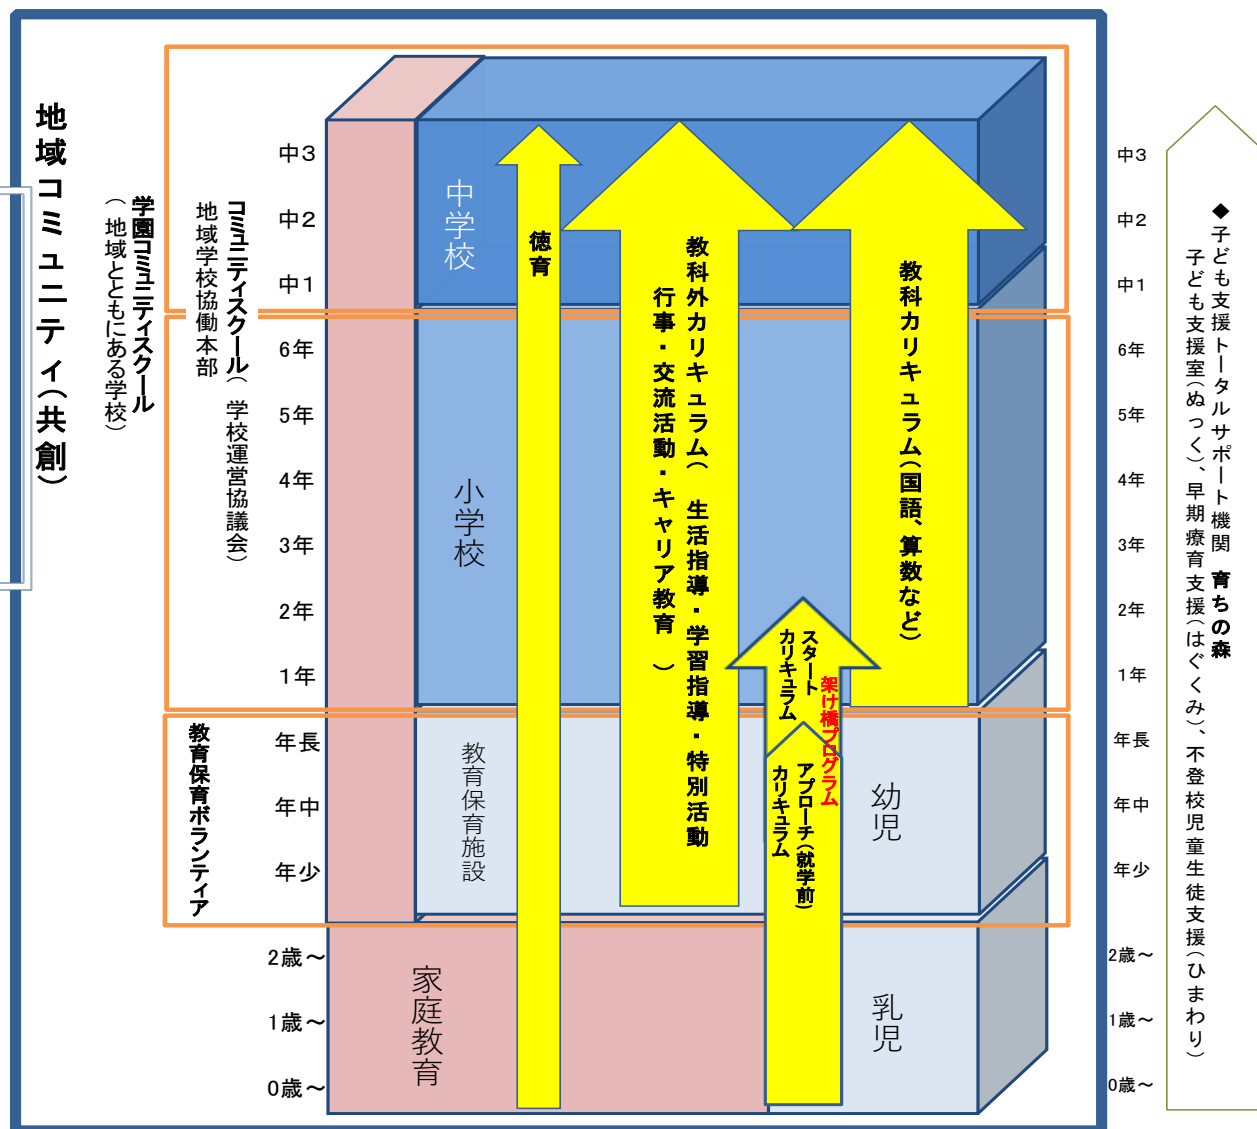 地域コミュニティ(共創)
学園コミュニティスクール
(地域とともにある学校)
コミュニティスクール(学校運営協議会)
地域学校協働本部
教育保育ボランティア
中3
中2
中1
6年
5年
4年
3年
2年
1年
年長
年中
年少
2歳～
1歳～
0歳～
中学校
小学校
教育保育施設
家庭教育
徳育
教科外カリキュラム(生活指導・学習指導・特別活動
行事・交流活動・キャリア教育)
スタート
カリキュラム
架け橋プログラム
アプローチ(就学前)
カリキュラム
教科カリキュラム(国語、算数など)
幼児
乳児
中3
中2
中1
6年
5年
4年
3年
2年
1年
年長
年中
年少
2歳～
1歳～
0歳～
◆子ども支援トータルサポート機関 育ちの森
子ども支援室(ぬっく)、早期療育支援(はぐくみ)、不登校児童生徒支援(ひまわり)